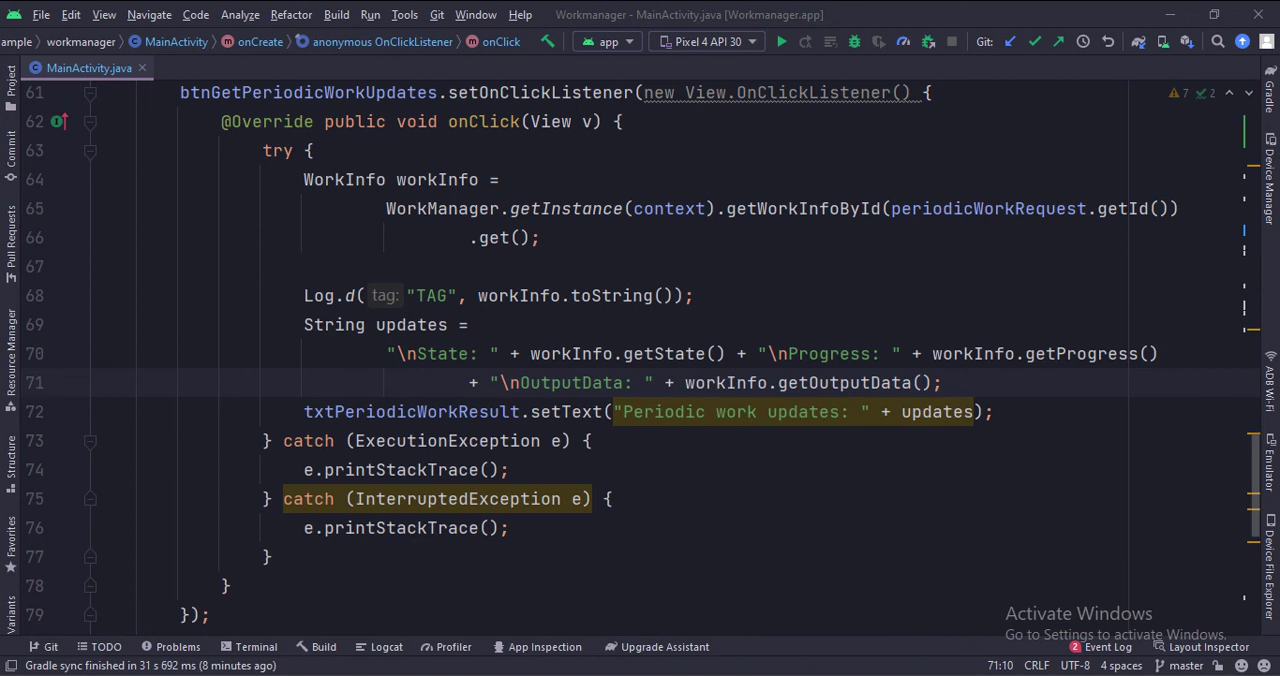 File Edit View Navigate Code Analyze Refactor Build Run Tools Git Window Help Workmanager - MainActivity.java [Workmanager.app]
ample workmanager MainActivity onCreate anonymous OnClickListener onClick app Pixel 4 API 30 Git:
MainActivity.java
61 btnGetPeriodicWorkUpdates.setOnClickListener(new View.OnClickListener() { 7 2
62 @Override public void onClick(View v) {
63 try {
64 WorkInfo workInfo =
65 WorkManager.getInstance(context).getWorkInfoById(periodicWorkRequest.getId())
66 .get();
67
68 Log.d( tag: "TAG", workInfo.toString());
69 String updates =
70 "\nState: " + workInfo.getState() + "\nProgress: " + workInfo.getProgress()
71 + "\nOutputData: " + workInfo.getOutputData();
72 txtPeriodicWorkResult.setText("Periodic work updates: " + updates);
73 } catch (ExecutionException e) {
74 e.printStackTrace();
75 } catch (InterruptedException e) {
76 e.printStackTrace();
77 }
78 }
79 });
Project
Commit
Pull Requests
Resource Manager
Structure
Favorites
Variants
Gradle
Device Manager
ADB Wifi
Emulator
Device File Explorer
Activate Windows
Go to Settings to activate Windows.
Git TODO Problems Terminal Build Logcat Profiler App Inspection Upgrade Assistant 2 Event Log Layout Inspector
Gradle sync finished in 31 s 692 ms (8 minutes ago) 71:10 CRLF UTF-8 4 spaces master